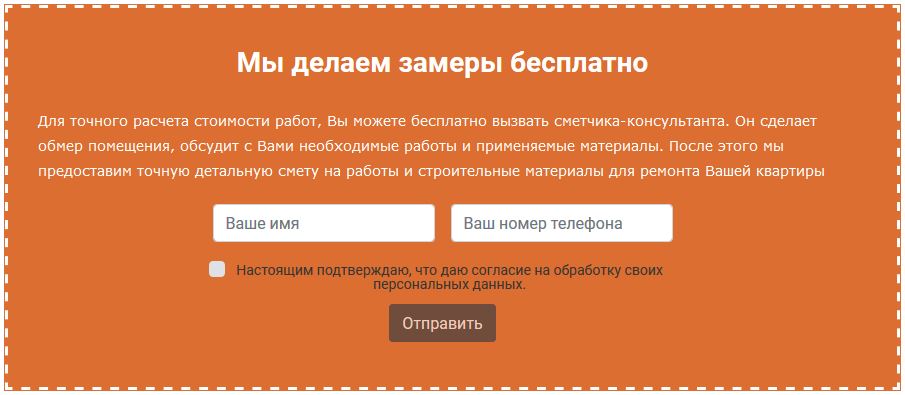 Мы делаем замеры бесплатно
Для точного расчета стоимости работ, Вы можете бесплатно вызвать сметчика-консультанта. Он сделает
обмер помещения, обсудит с Вами необходимые работы и применяемые материалы. После этого мы
предоставим точную детальную смету на работы и строительные материалы для ремонта Вашей квартиры
Ваше имя
Ваш номер телефона
Настоящим подтверждаю, что даю согласие на обработку своих
персональных данных.
Отправить